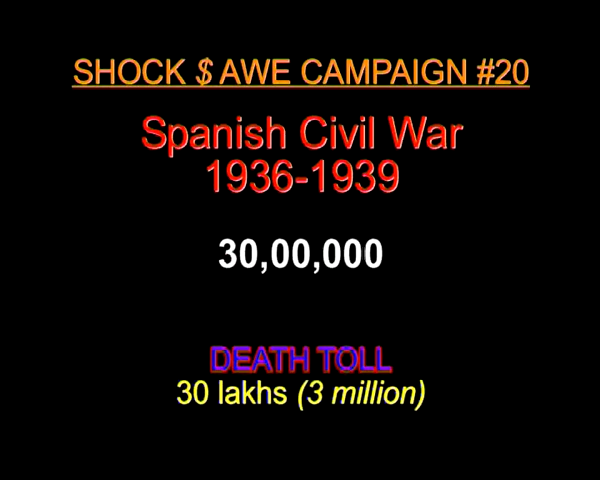 SHOCK $ AWE CAMPAIGN #20
Spanish Civil War
1936-1939
30,00,000
DEATH TOLL
30 lakhs (3 million)